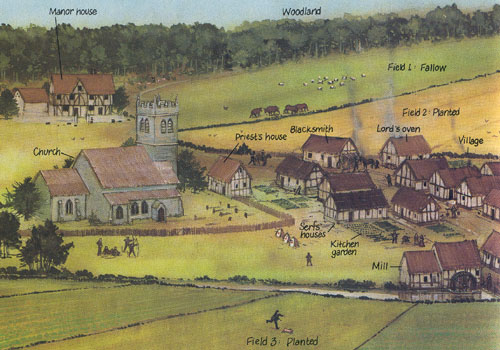 Manor house
Woodland
Field 1: Fallow
Field 2: Planted
Blacksmith
Lord's oven
Priest's house
Village
Church
Serfs'
houses
Kitchen
garden
Mill
Field 3: Planted